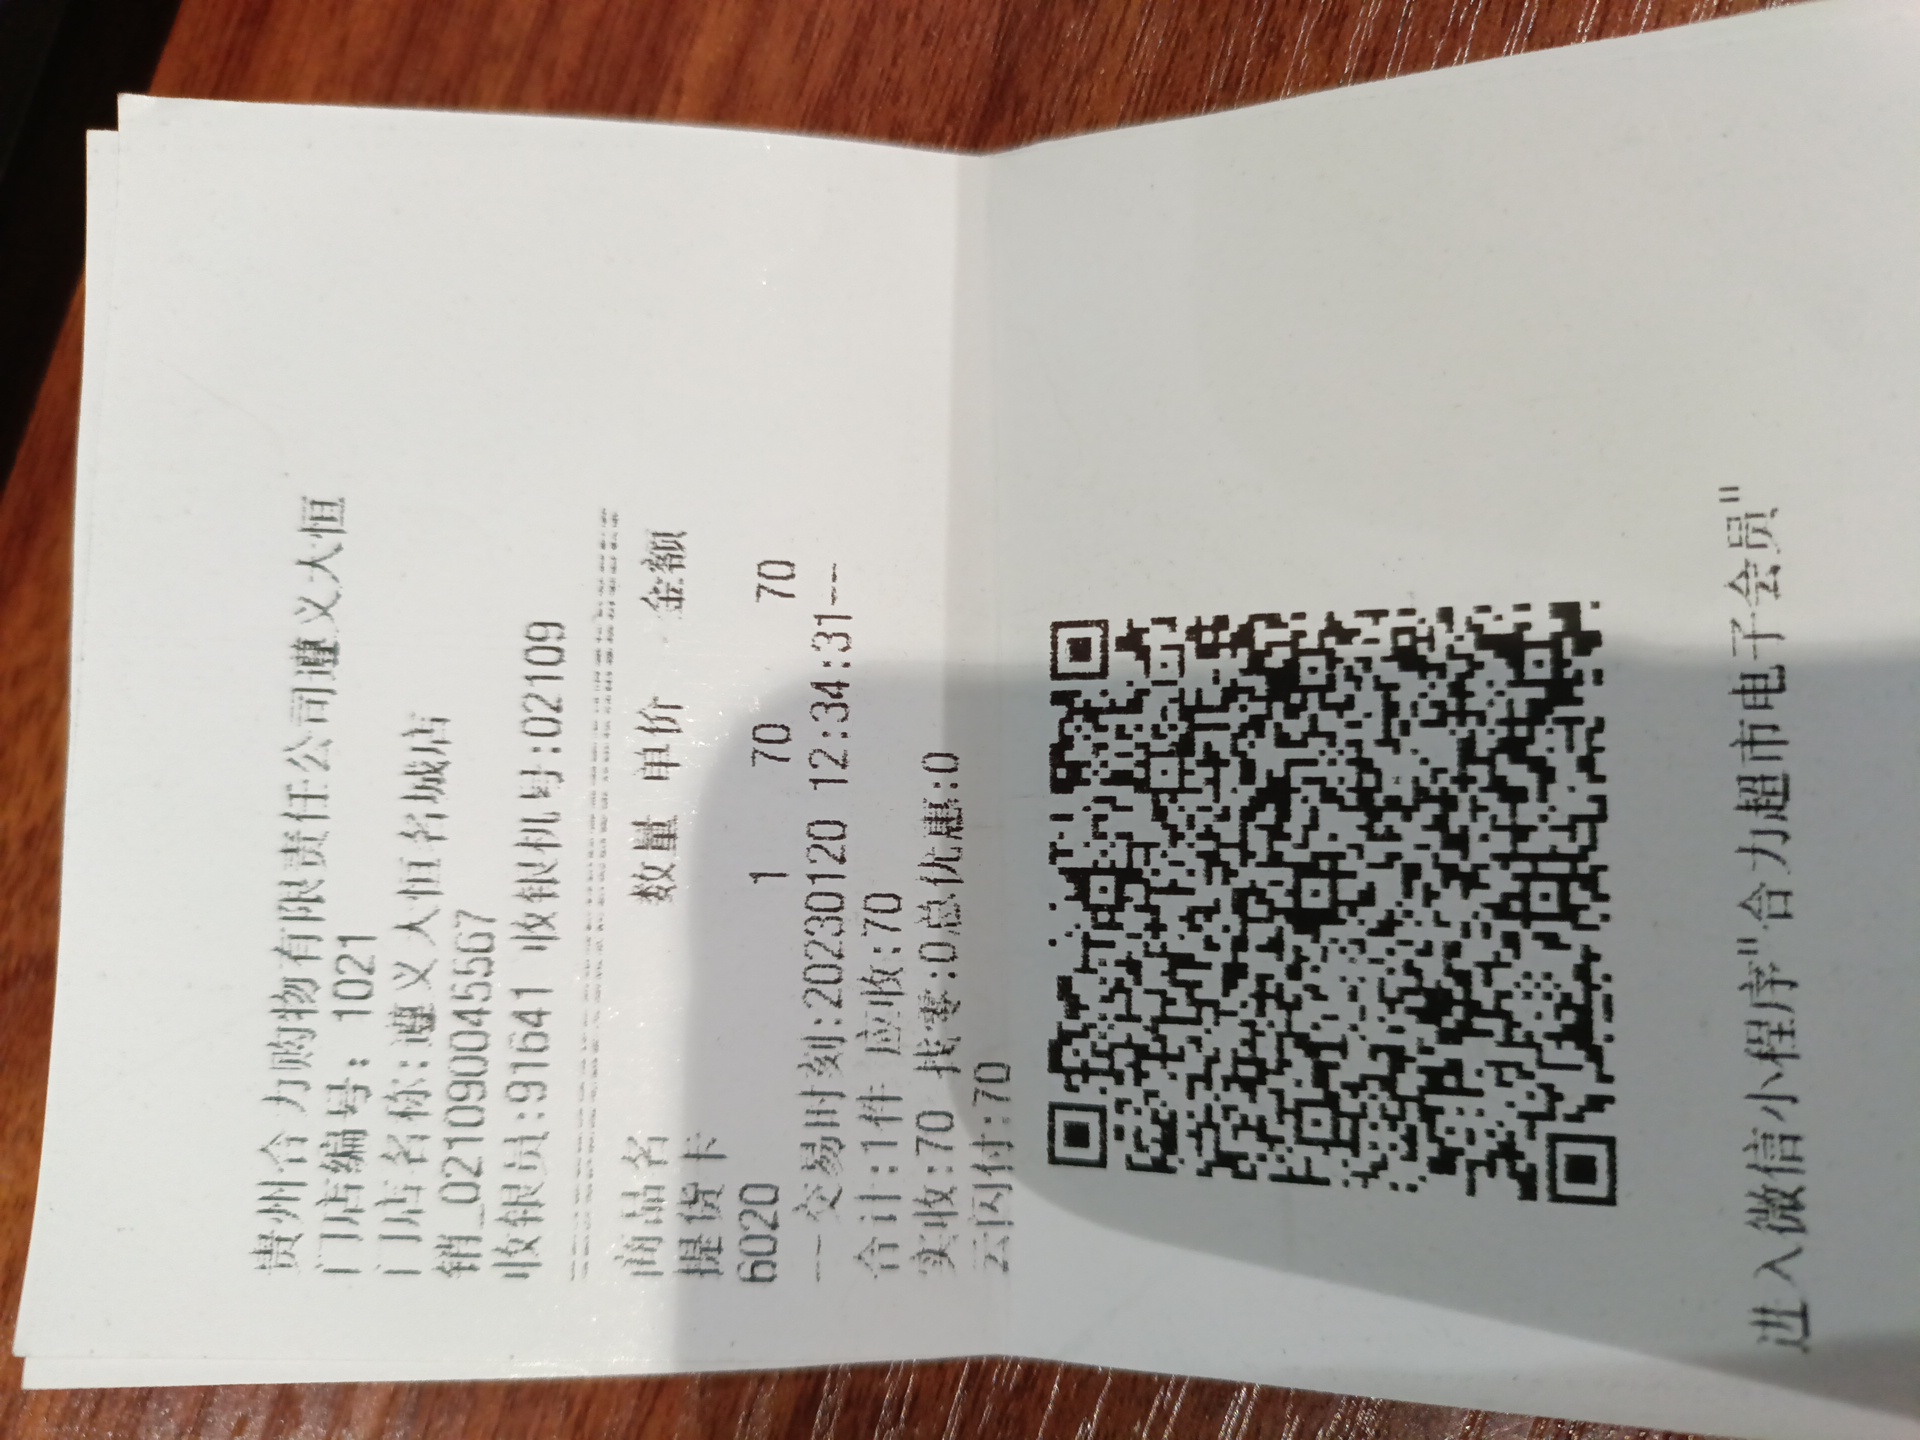 贵州合力购物有限责任公司遵义大恒
门店编号： 1021
门店名称:遵义大恒名城店
销_021090045567
收银员:91641 收银机号:02109
商品名 数量 单价 金额
提货卡
6020 1 70 70
--交易时刻:20230120 12:34:31--
合计:1件 应收:70
实收:70 找零:0总优惠:0
云闪付:70
进入微信小程序"合力超市电子会员"